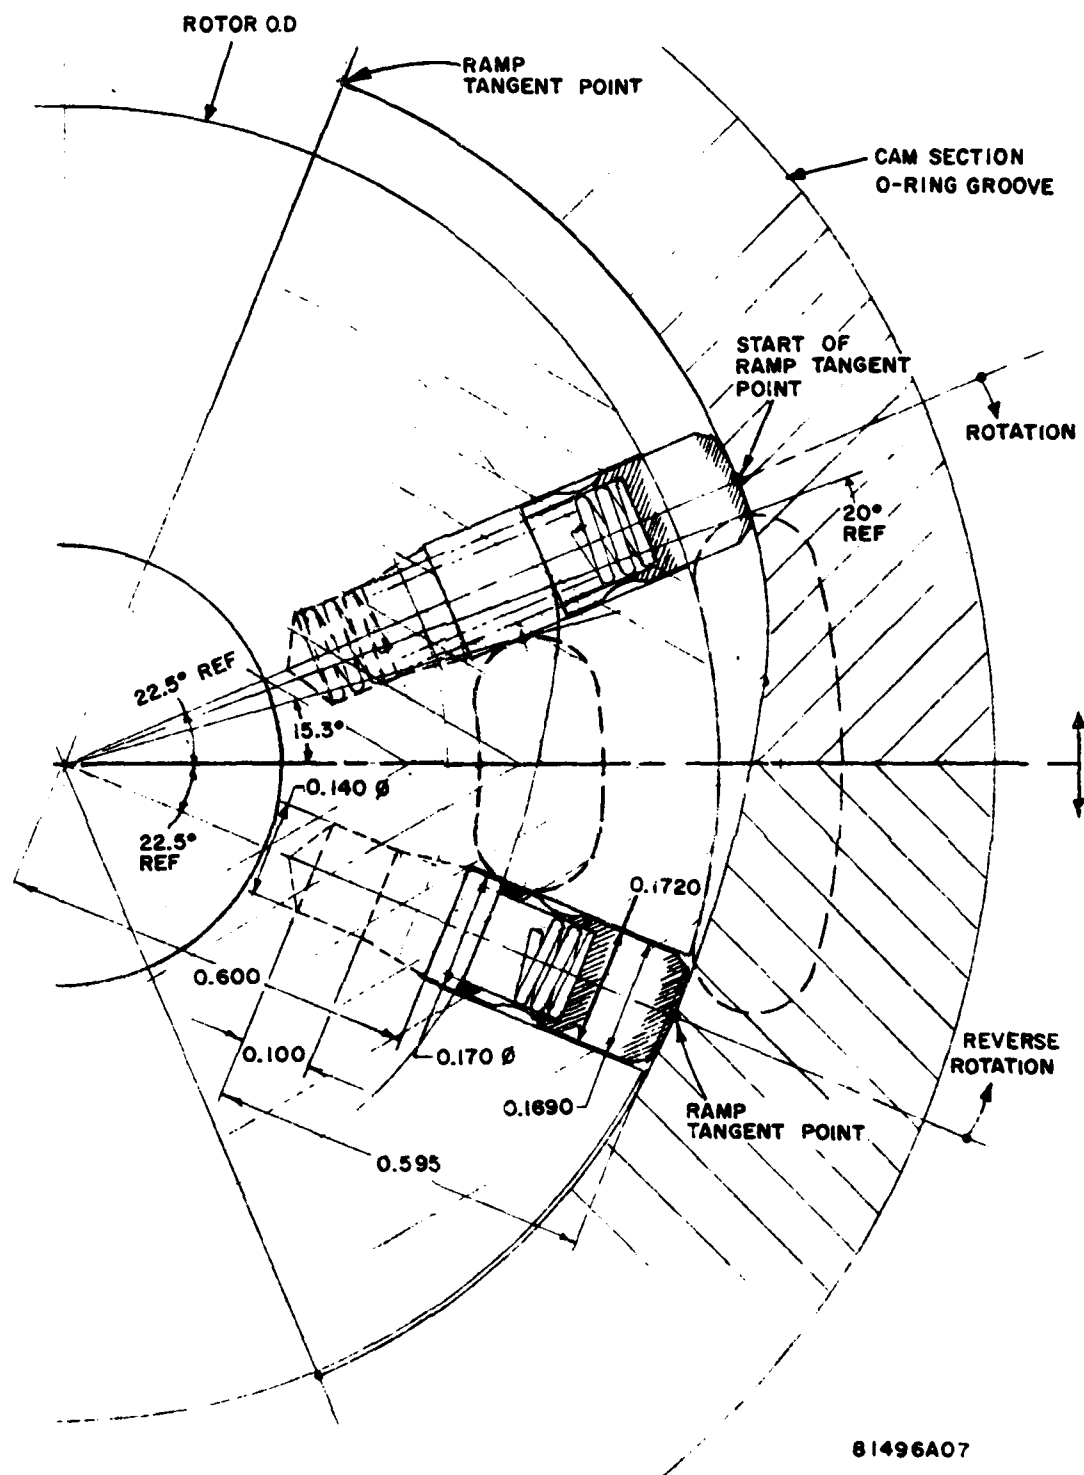 ROTOR O.D
RAMP
TANGENT POINT
CAM SECTION
O-RING GROOVE
START OF
RAMP TANGENT
POINT
ROTATION
20°
REF
22.5° REF
15.3°
0.140 Ø
22.5°
REF
0.1720
0.600
0.100
0.170 Ø
0.1690
REVERSE
ROTATION
RAMP
TANGENT POINT
0.595
81496A07